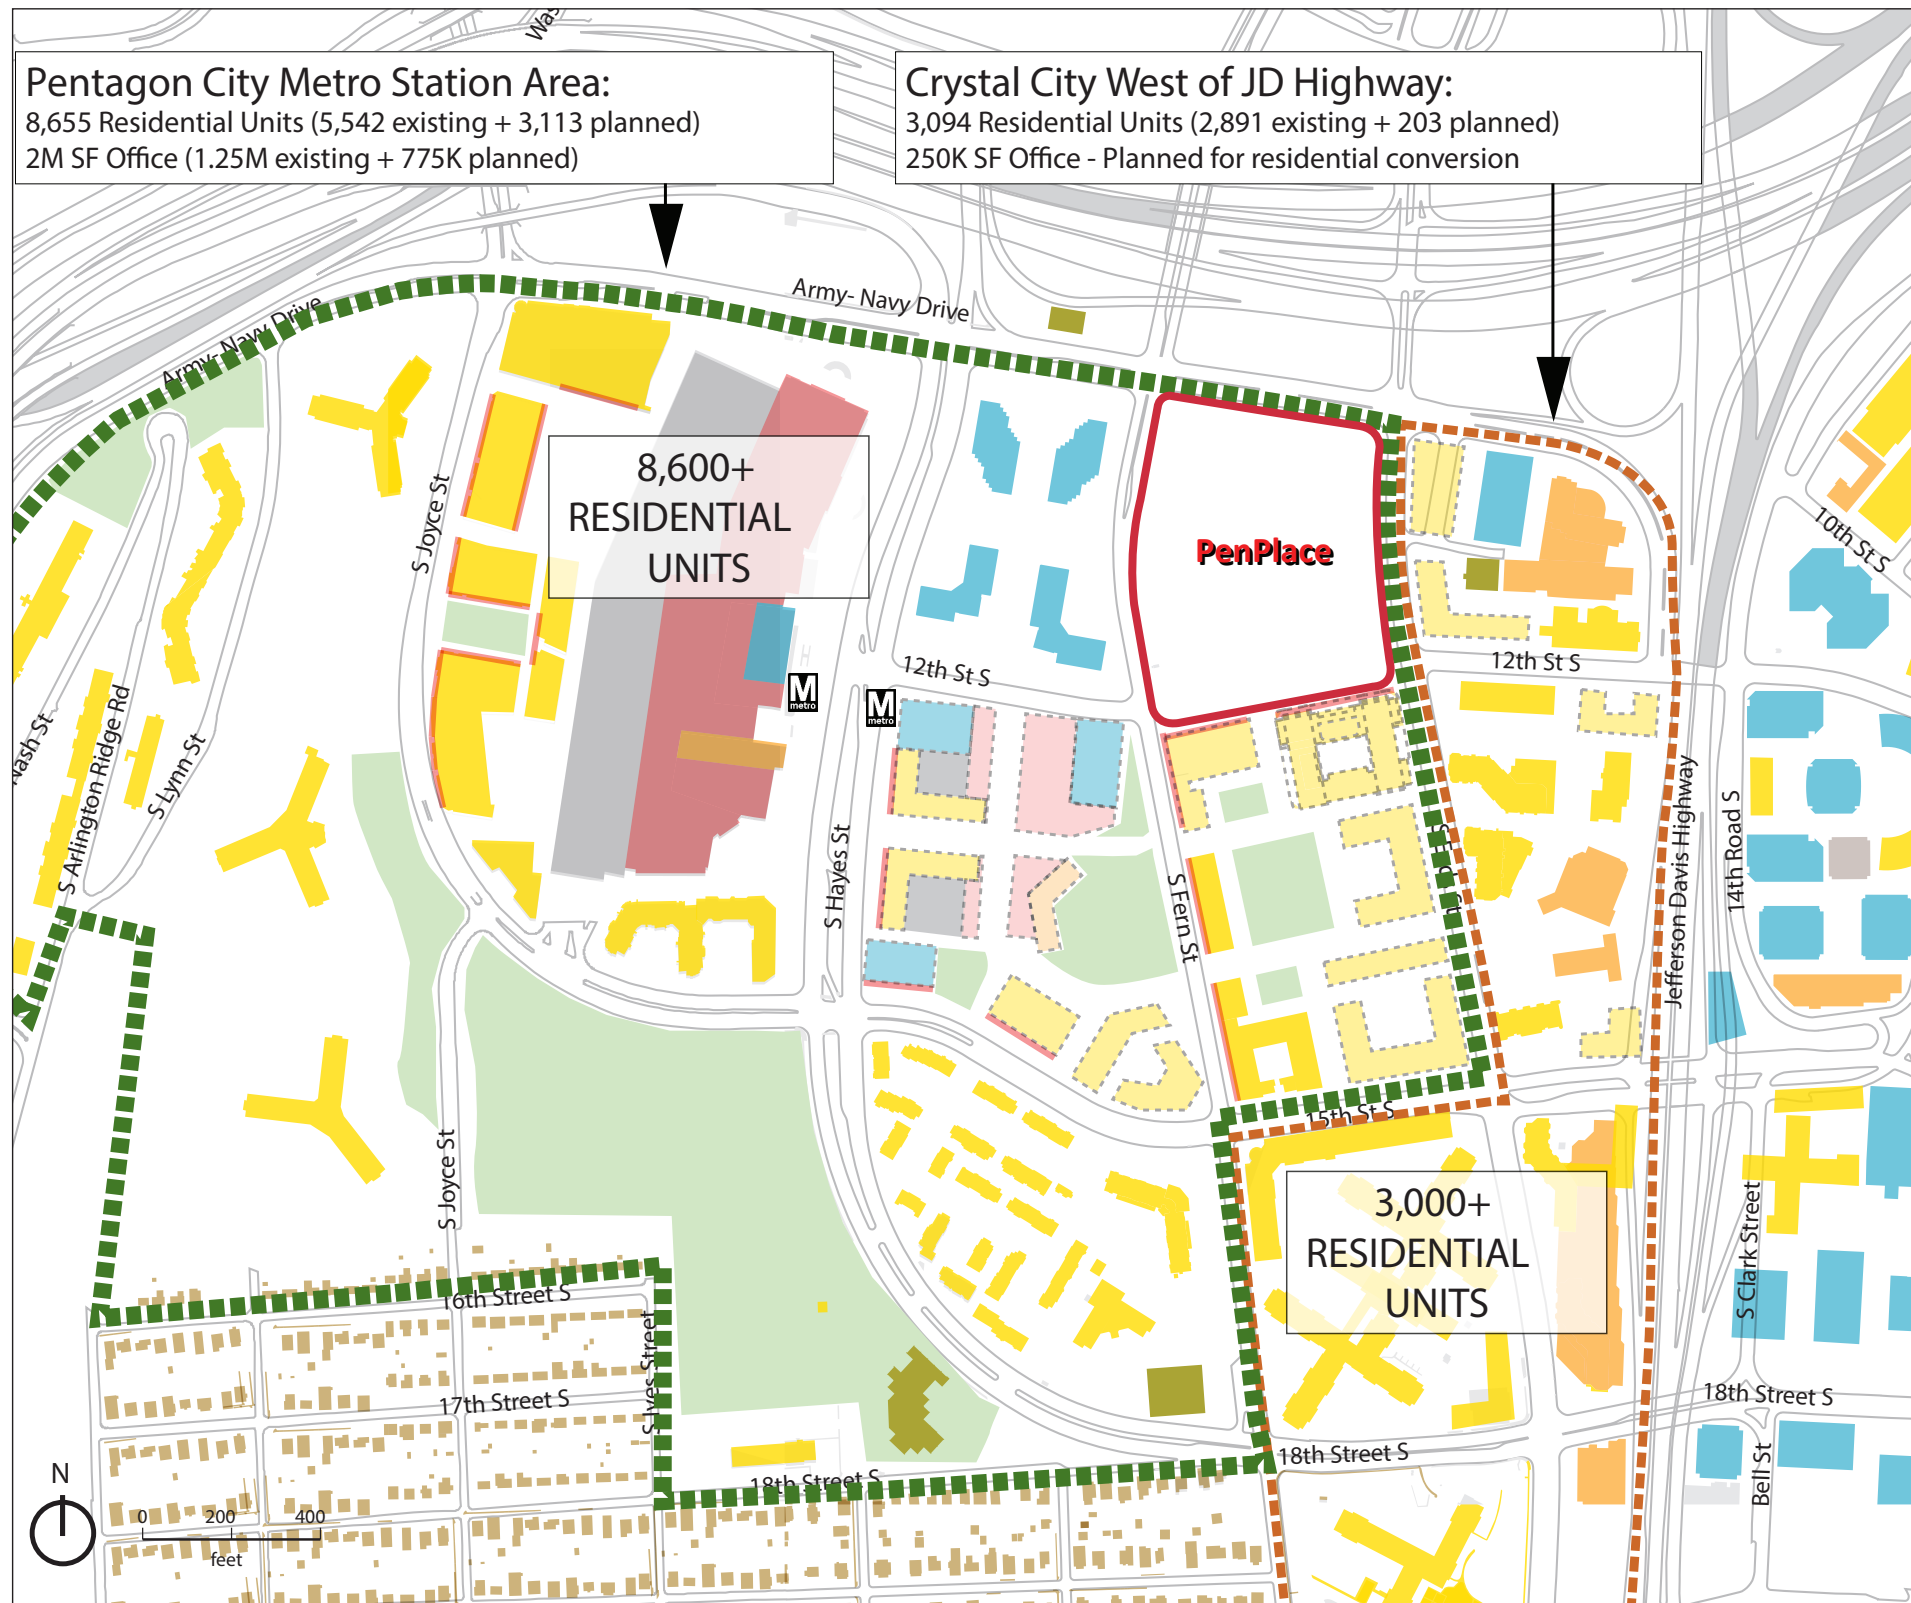 Was
Pentagon City Metro Station Area:
8,655 Residential Units (5,542 existing + 3,113 planned)
2M SF Office (1.25M existing + 775K planned)
Crystal City West of JD Highway:
3,094 Residential Units (2,891 existing + 203 planned)
250K SF Office - Planned for residential conversion
Army- Navy Drive
Army- Navy Drive
8,600+
RESIDENTIAL
UNITS
S Joyce St
PenPlace
10th St S
12th St S
12th St S
M
metro
M
metro
Nash St
S Arlington Ridge Rd
S Lynn St
S Hayes St
S Fern St
S Eads St
Jefferson Davis Highway
14th Road S
15th St S
S Joyce St
3,000+
RESIDENTIAL
UNITS
S Clark Street
16th Street S
17th Street S
S Ives Street
18th Street S
18th Street S
18th Street S
Bell St
N
0 200 400
feet